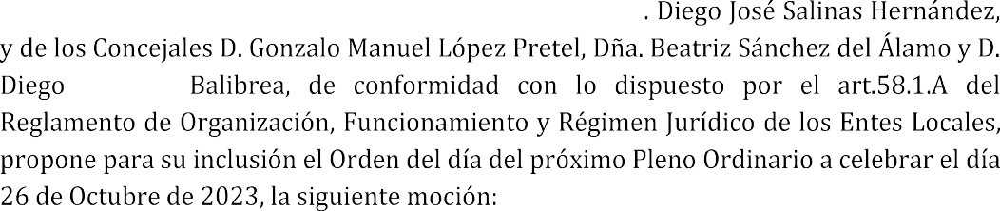 . Diego José Salinas Hernández,
y de los Concejales D. Gonzalo Manuel López Pretel, Dña. Beatriz Sánchez del Álamo y D.
Diego Balibrea, de conformidad con lo dispuesto por el art.58.1.A del
Reglamento de Organización, Funcionamiento y Régimen Jurídico de los Entes Locales,
propone para su inclusión el Orden del día del próximo Pleno Ordinario a celebrar el día
26 de Octubre de 2023, la siguiente moción: